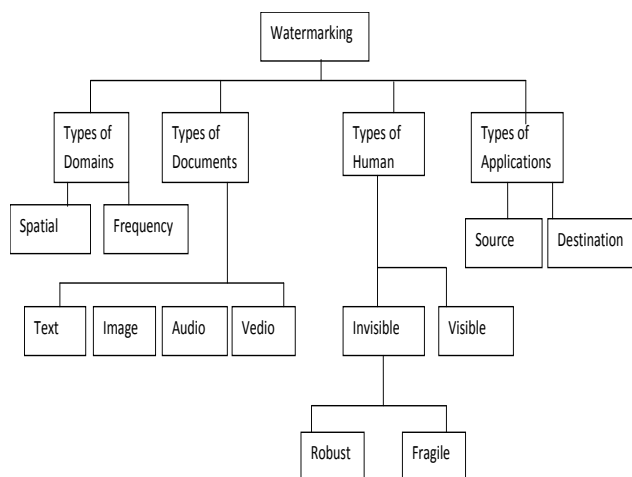 Watermarking
Types of
Domains
Types of
Documents
Types of
Human
Types of
Applications
Spatial
Frequency
Source
Destination
Text
Image
Audio
Vedio
Invisible
Visible
Robust
Fragile